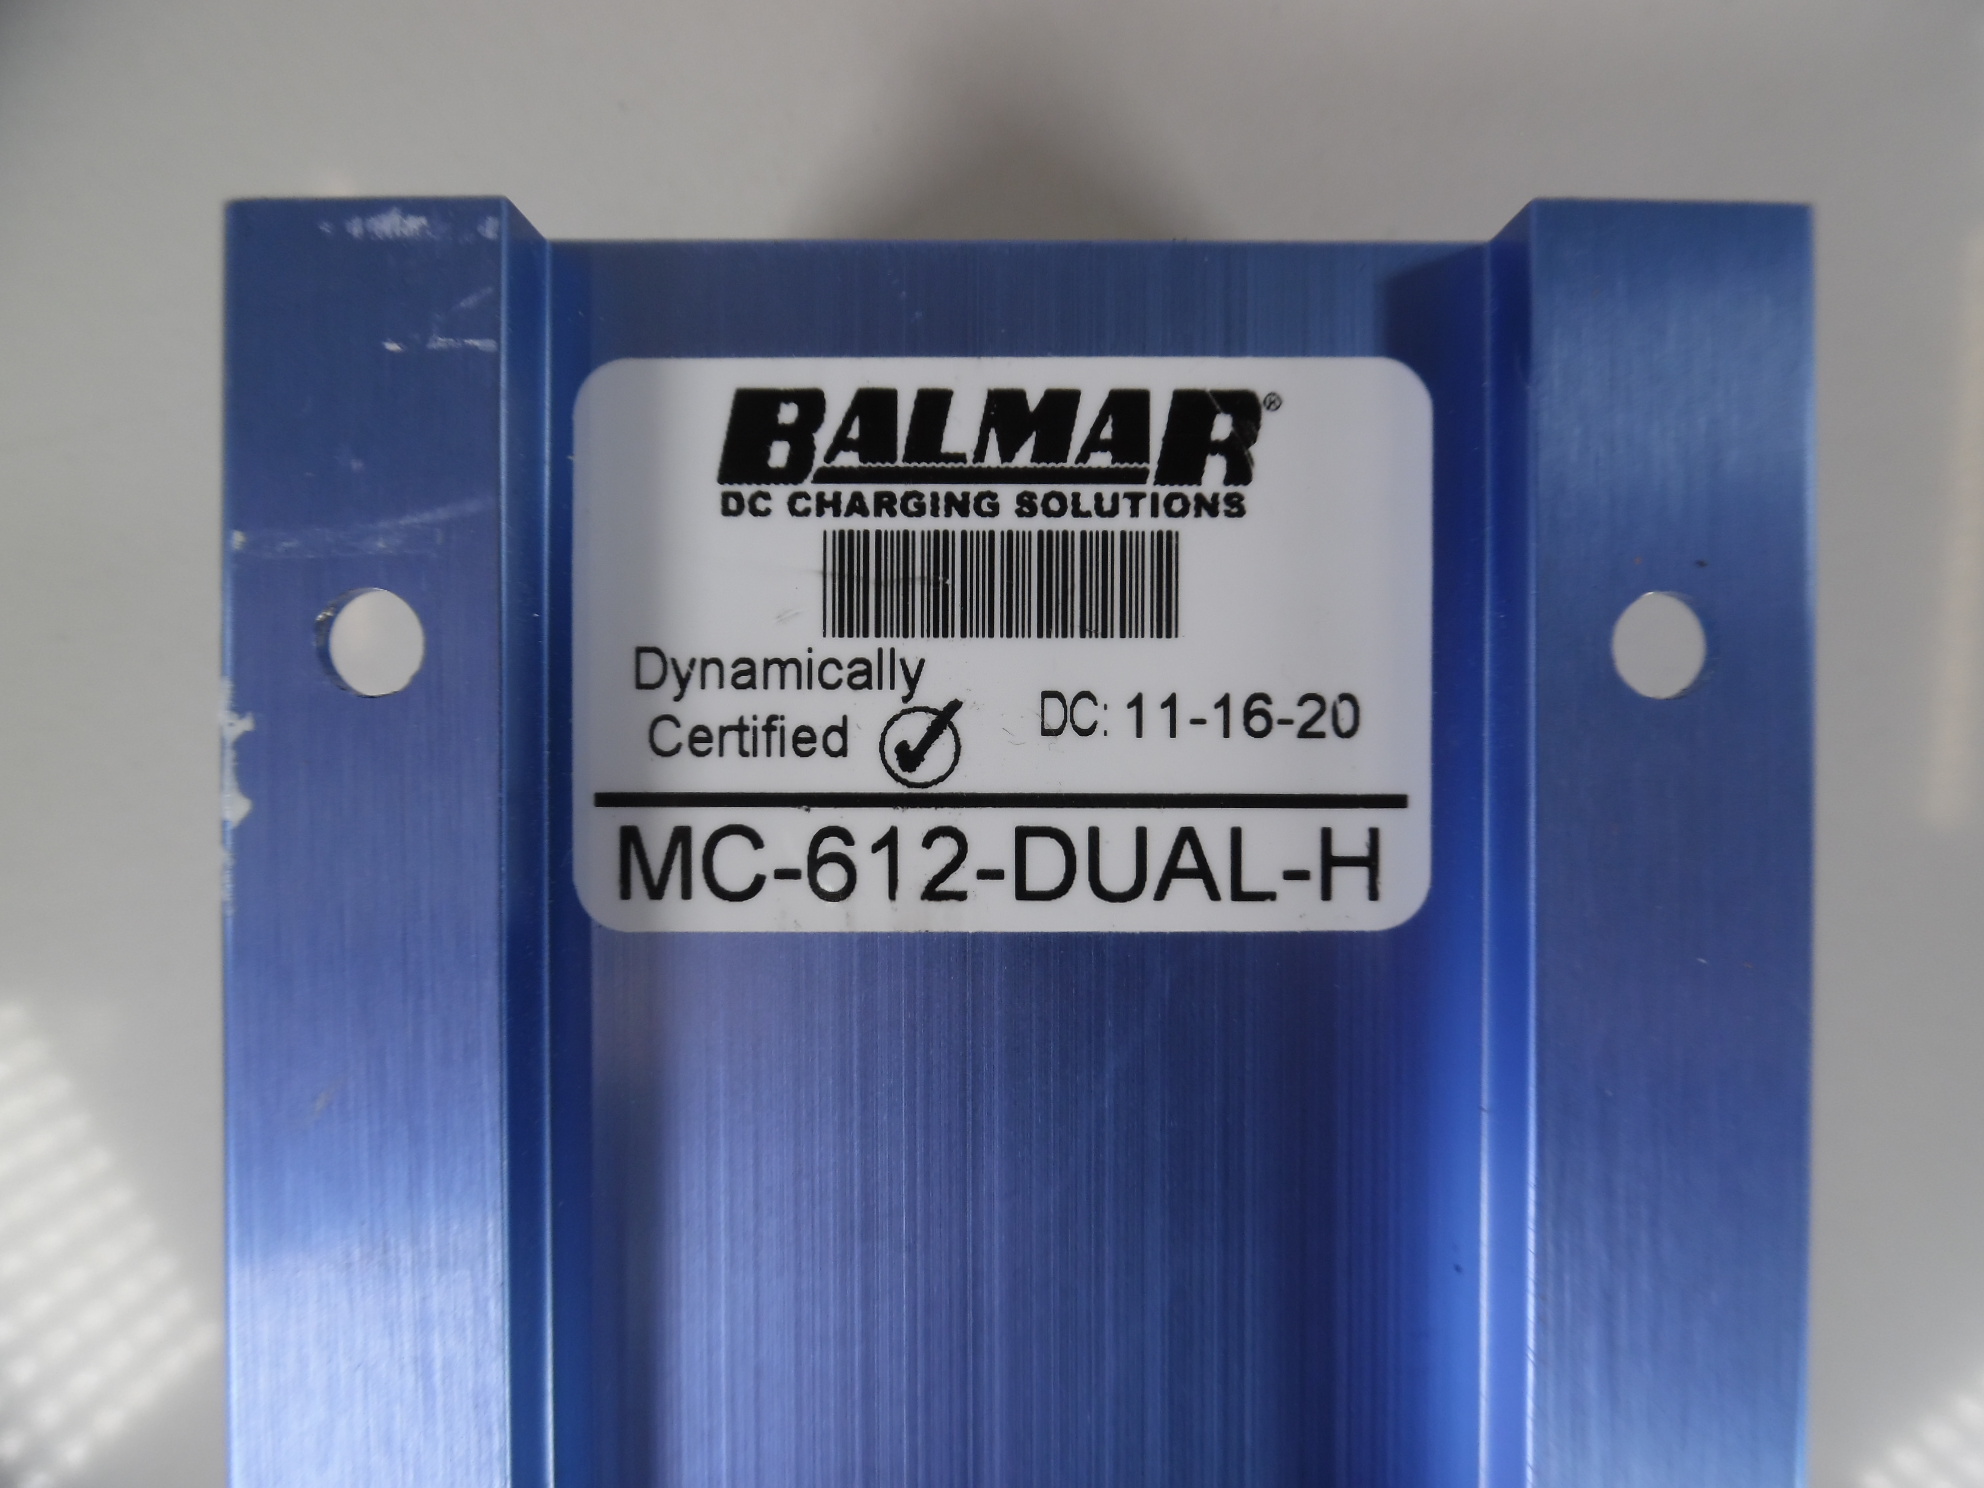 BALMAR®
DC CHARGING SOLUTIONS
Dynamically
Certified
DC: 11-16-20
MC-612-DUAL-H